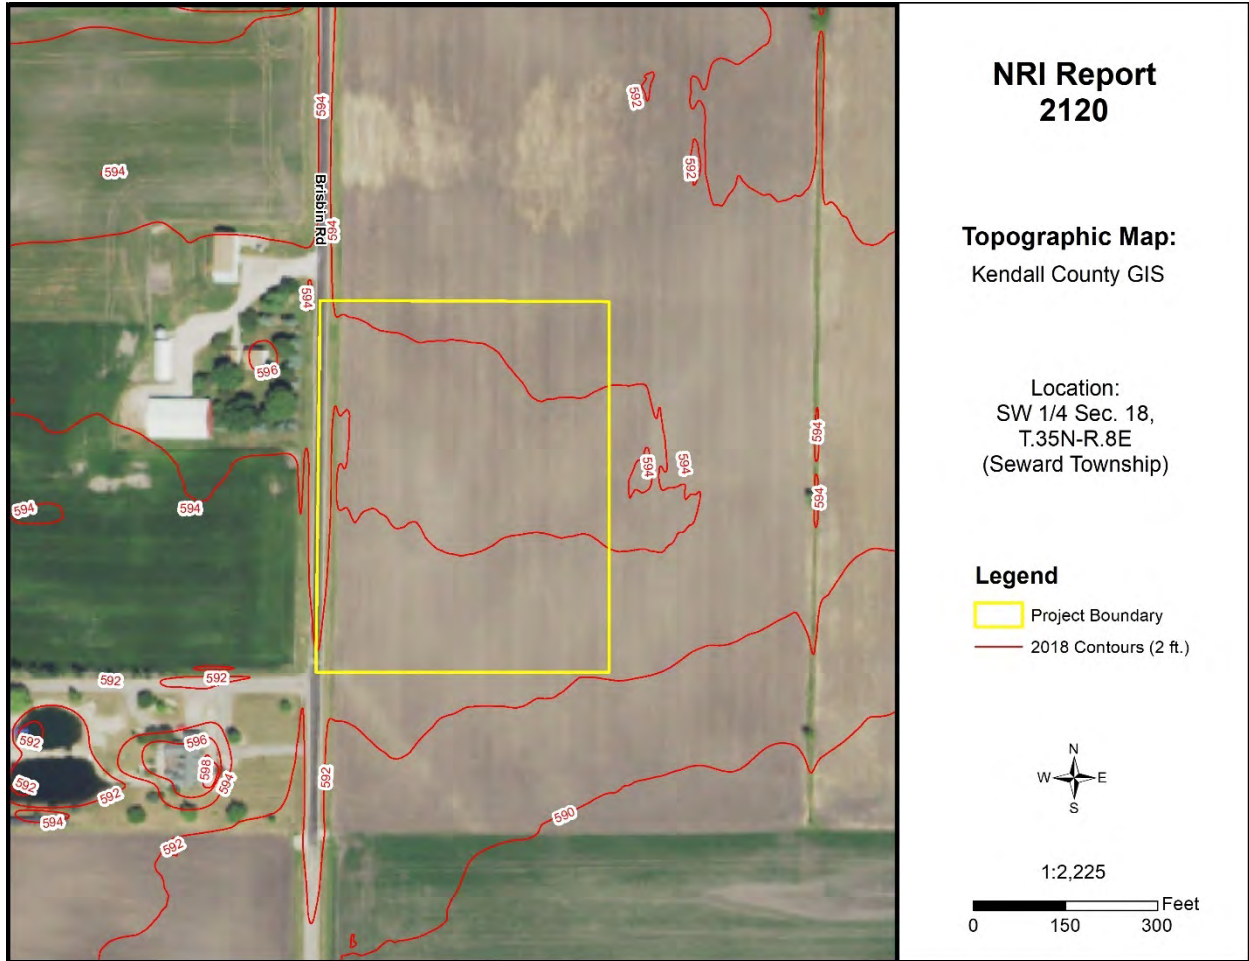 NRI Report
2120
Topographic Map:
Kendall County GIS
Location:
SW 1/4 Sec. 18,
T.35N-R.8E
(Seward Township)
Legend
Project Boundary
2018 Contours (2 ft.)
N
W E
S
1:2,225
Feet
0 150 300
594
592
594
592
Brisbin Rd
594
594
596
594
594
594
594
594
594
592
592
592
596
598
594
592
592
592
594
590
592